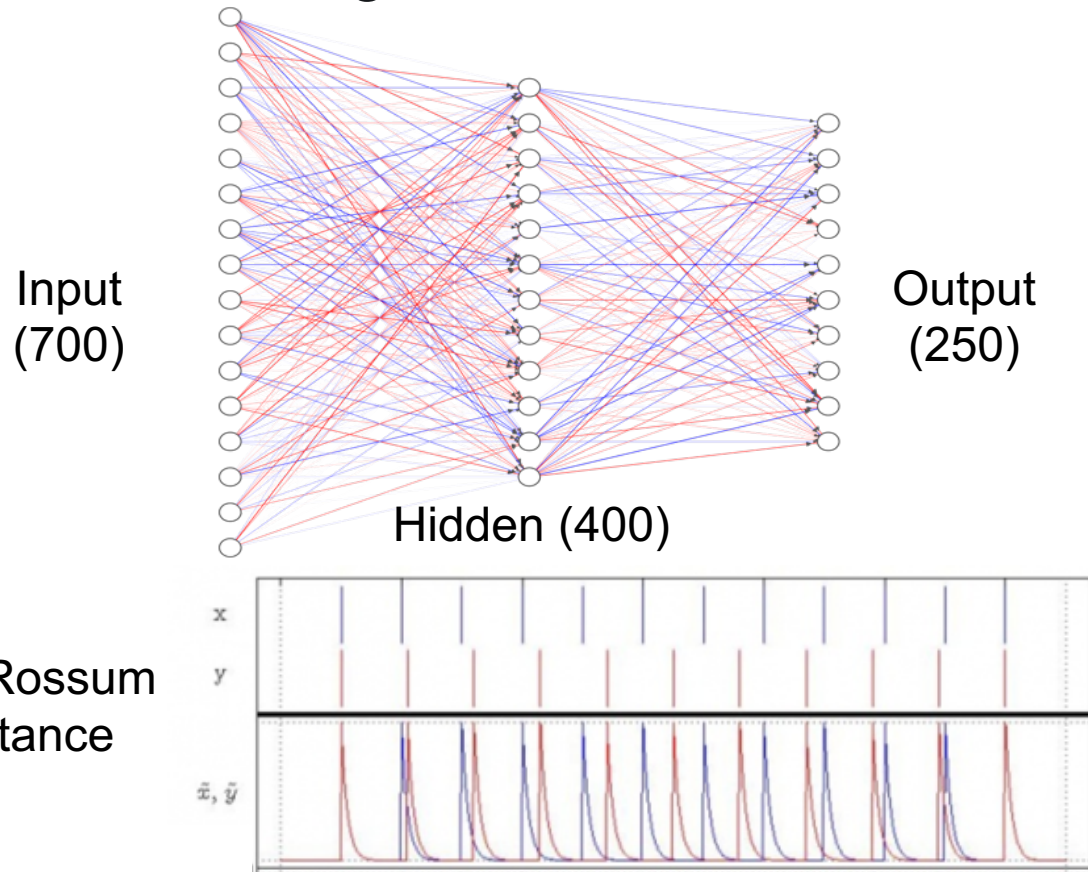 Input
(700)
Output
(250)
Hidden (400)
x
y
Rossum
tance
x̃, ỹ